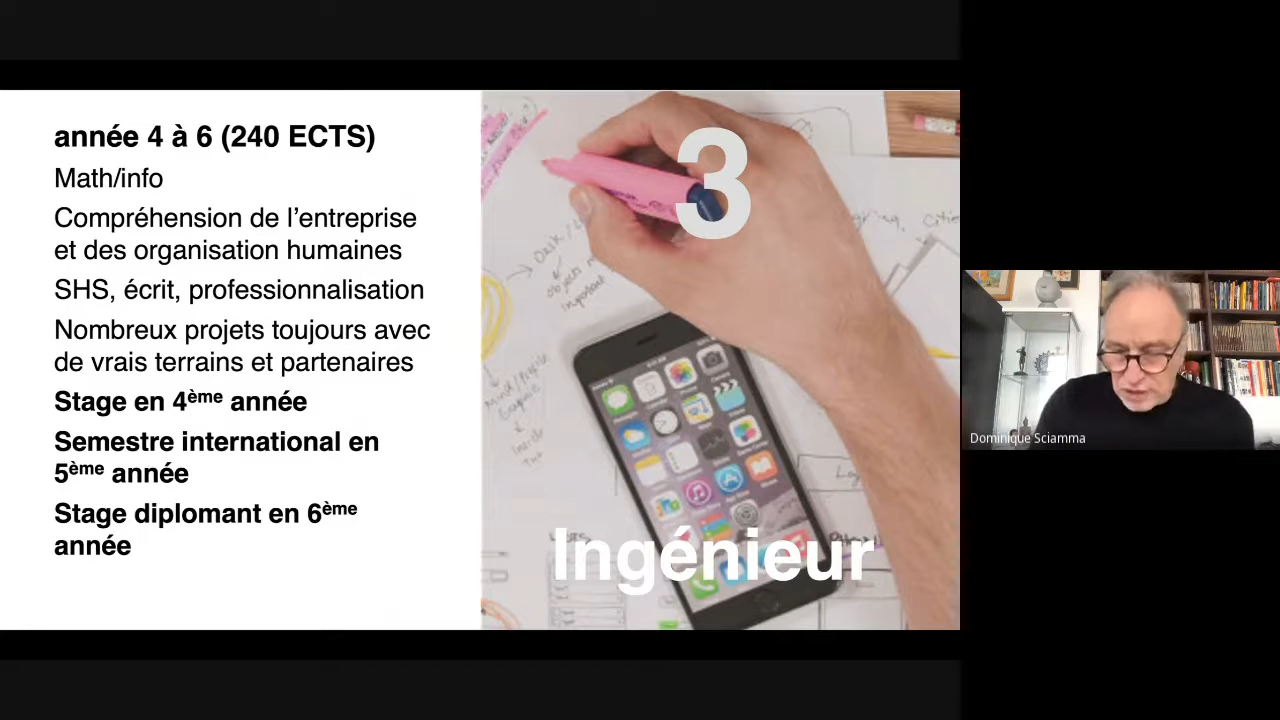 année 4 à 6 (240 ECTS)
Math/info
Compréhension de l’entreprise
et des organisation humaines
SHS, écrit, professionnalisation
Nombreux projets toujours avec
de vrais terrains et partenaires
Stage en 4ème année
Semestre international en
5ème année
Stage diplomant en 6ème
année
3
objects
important
Ingénieur
Dominique Sciamma